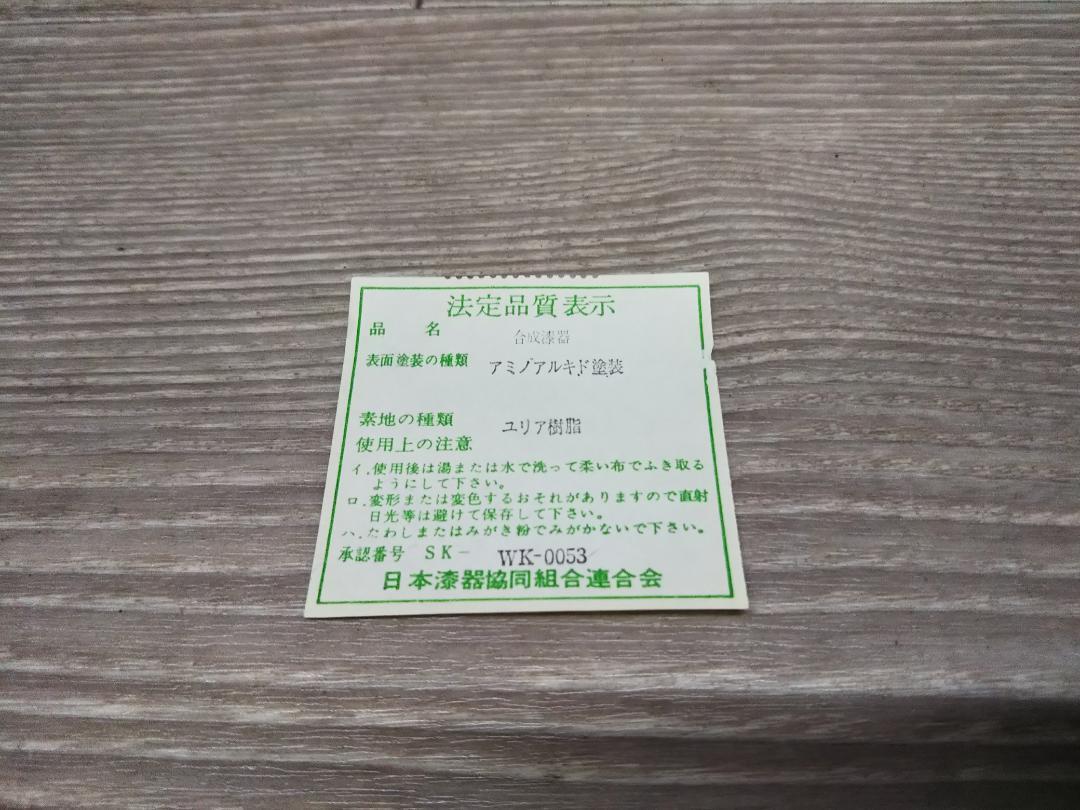 法定品質表示
品名 合成漆器
表面塗装の種類 アミノアルキド塗装
素地の種類 ユリア樹脂
使用上の注意
イ.使用後は湯または水で洗って柔い布でふき取る
ようにして下さい。
ロ.変形または変色するおそれがありますので直射
日光等は避けて保存して下さい。
ハ.たわしまたはみがき粉でみがかないで下さい。
承認番号 SK- WK-0053
日本漆器協同組合連合会